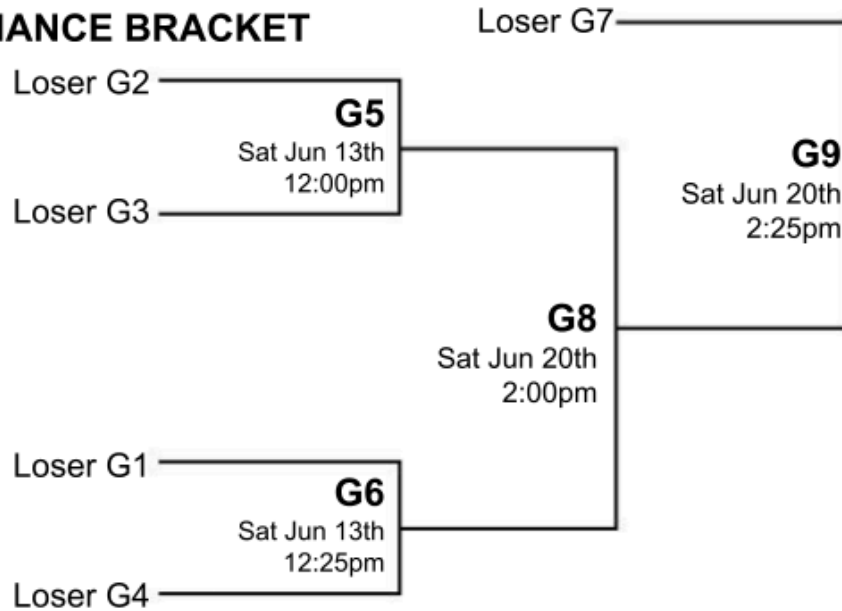 BRACKET
Loser G7
Loser G2
G5
Sat Jun 13th
12:00pm
Loser G3
G9
Sat Jun 20th
2:25pm
G8
Sat Jun 20th
2:00pm
Loser G1
G6
Sat Jun 13th
12:25pm
Loser G4